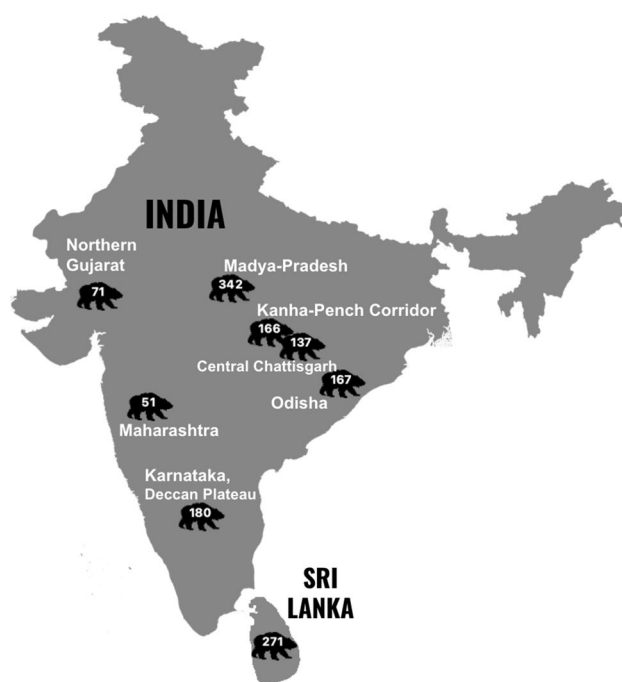 INDIA
Northern
Gujarat
71
Madya-Pradesh
342
Kanha-Pench Corridor
166
137
Central Chattisgarh
167
Odisha
51
Maharashtra
Karnataka,
Deccan Plateau
180
SRI
LANKA
271